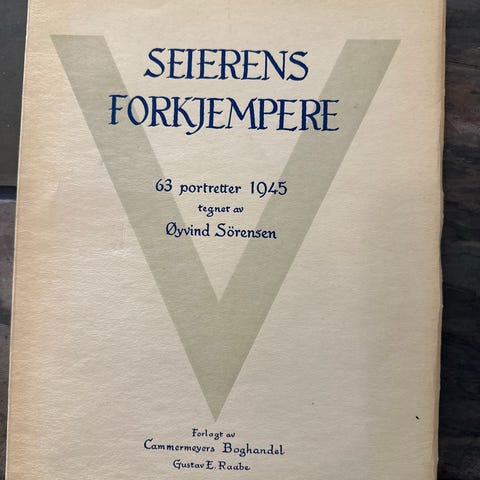 SEIERENS
FORKJEMPERE
63 portretter 1945
tegnet av
Øyvind Sörensen
Forlagt av
Cammermeyers Boghandel
Gustav E. Raabe